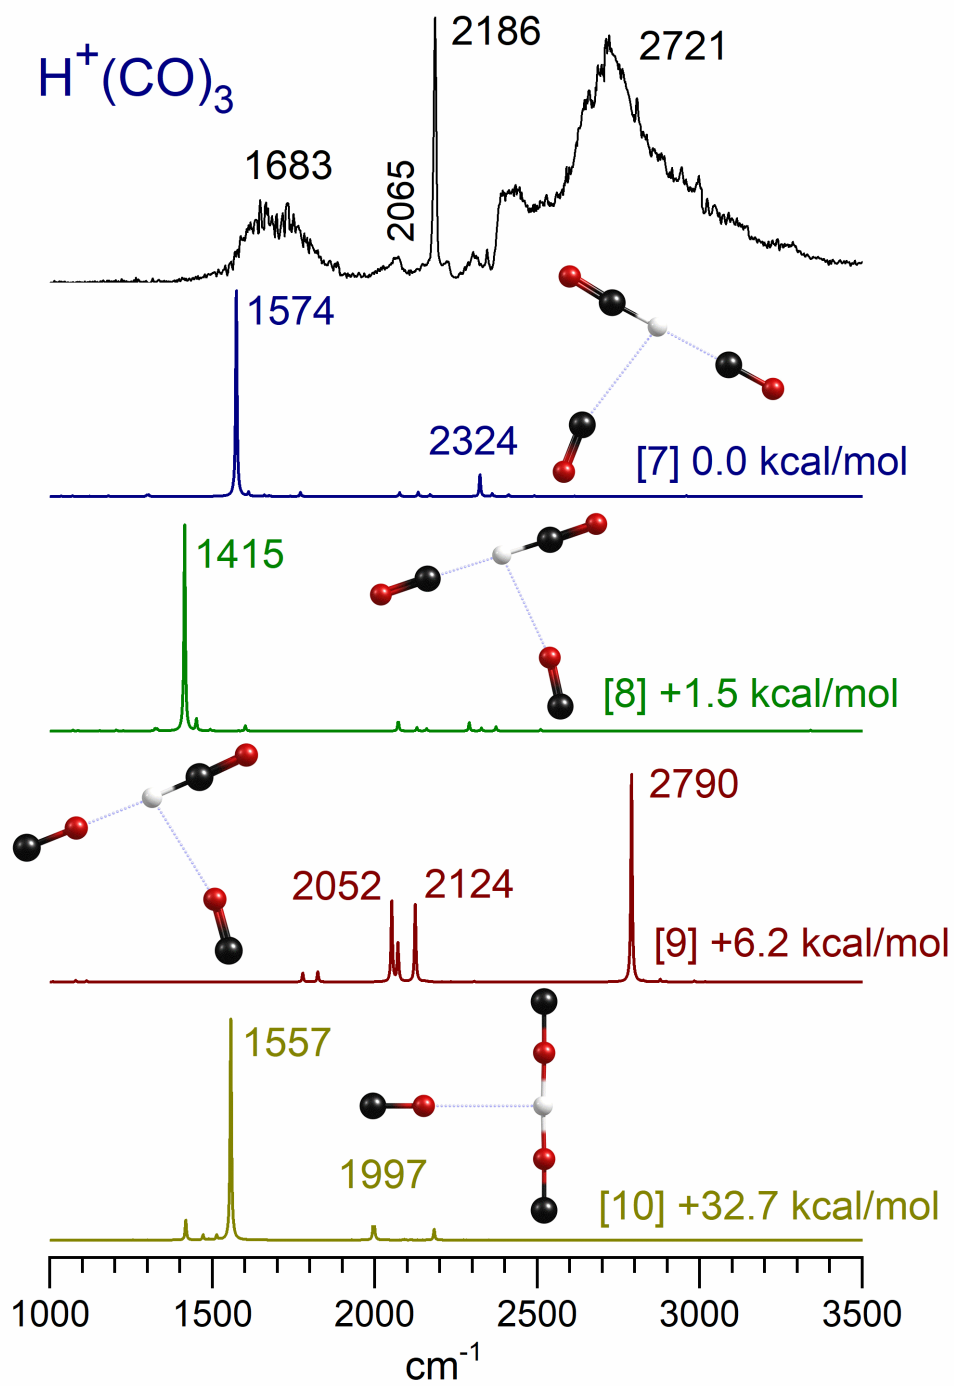 H⁺(CO)₃
2186
2721
1683
2065
1574
2324
[7] 0.0 kcal/mol
1415
[8] +1.5 kcal/mol
2790
2052
2124
[9] +6.2 kcal/mol
1557
1997
[10] +32.7 kcal/mol
1000 1500 2000 2500 3000 3500
cm⁻¹